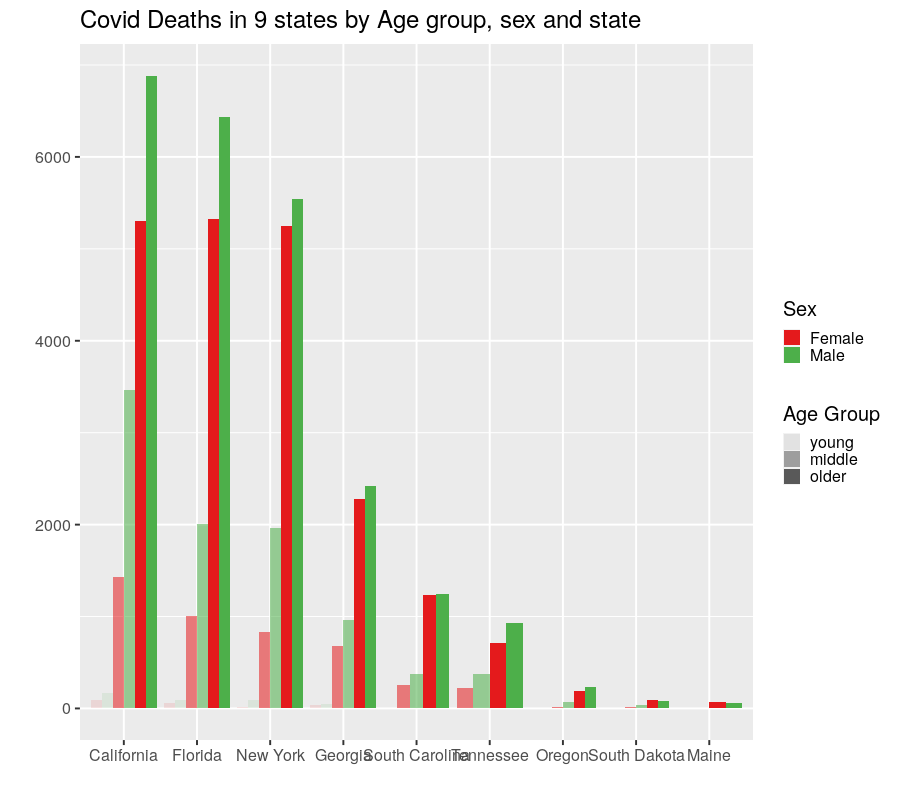 Covid Deaths in 9 states by Age group, sex and state
6000
4000
2000
0
California Florida New York Georgia South Carolina Tennessee Oregon South Dakota Maine
Sex
Female
Male
Age Group
young
middle
older